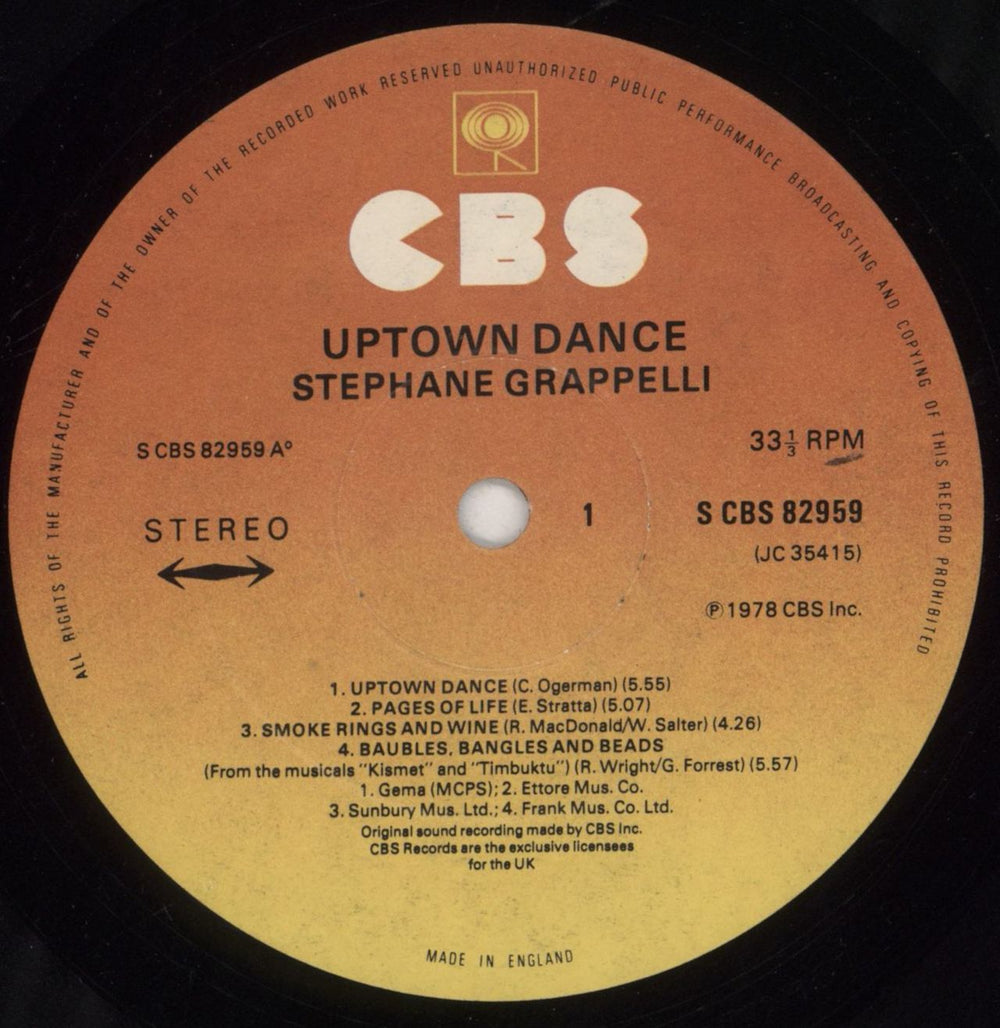 ALL RIGHTS OF THE MANUFACTURER AND OF THE OWNER OF THE RECORDED WORK RESERVED UNAUTHORIZED PUBLIC PERFORMANCE BROADCASTING AND COPYING OF THIS RECORD PROHIBITED
CBS
UPTOWN DANCE
STEPHANE GRAPPELLI
S CBS 82959 A°
33⅓ RPM
STEREO
1
S CBS 82959
(JC 35415)
℗ 1978 CBS Inc.
1. UPTOWN DANCE (C. Ogerman) (5.55)
2. PAGES OF LIFE (E. Stratta) (5.07)
3. SMOKE RINGS AND WINE (R. MacDonald/W. Salter) (4.26)
4. BAUBLES, BANGLES AND BEADS
(From the musicals "Kismet" and "Timbuktu") (R. Wright/G. Forrest) (5.57)
1. Gema (MCPS); 2. Ettore Mus. Co.
3. Sunbury Mus. Ltd.; 4. Frank Mus. Co. Ltd.
Original sound recording made by CBS Inc.
CBS Records are the exclusive licensees
for the UK
MADE IN ENGLAND